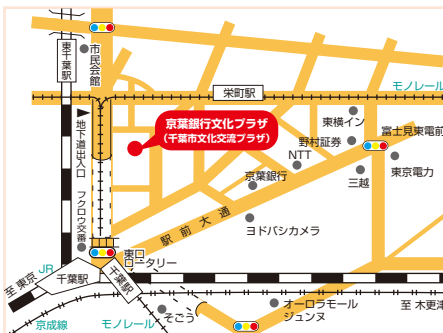 東千葉駅
市民会館
栄町駅
モノレール
京葉銀行文化プラザ
(千葉市文化交流プラザ)
東横イン
富士見東電前
野村証券
NTT
東京電力
三越
京葉銀行
地下道出入口
フクロウ交番
駅前大通
ヨドバシカメラ
東口
ロータリー
JR
千葉駅
千葉駅
至 東京
至 木更津
オーロラモール
ジュンヌ
そごう
京成線
モノレール